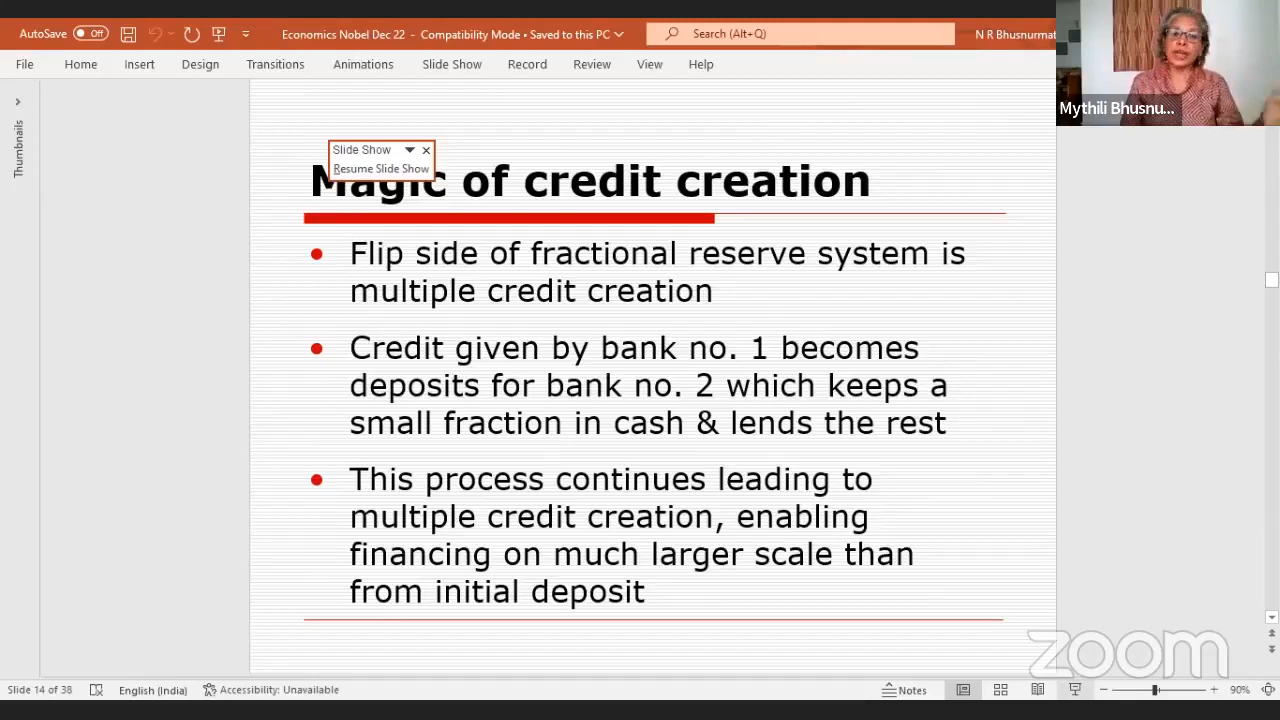 AutoSave Off Economics Nobel Dec 22 - Compatibility Mode • Saved to this PC Search (Alt+Q) N R Bhusnurmat
File Home Insert Design Transitions Animations Slide Show Record Review View Help
Mythili Bhusnu...
Thumbnails
Slide Show
Resume Slide Show
Magic of credit creation
Flip side of fractional reserve system is
multiple credit creation
Credit given by bank no. 1 becomes
deposits for bank no. 2 which keeps a
small fraction in cash & lends the rest
This process continues leading to
multiple credit creation, enabling
financing on much larger scale than
from initial deposit
zoom
Slide 14 of 38 English (India) Accessibility: Unavailable Notes 90%